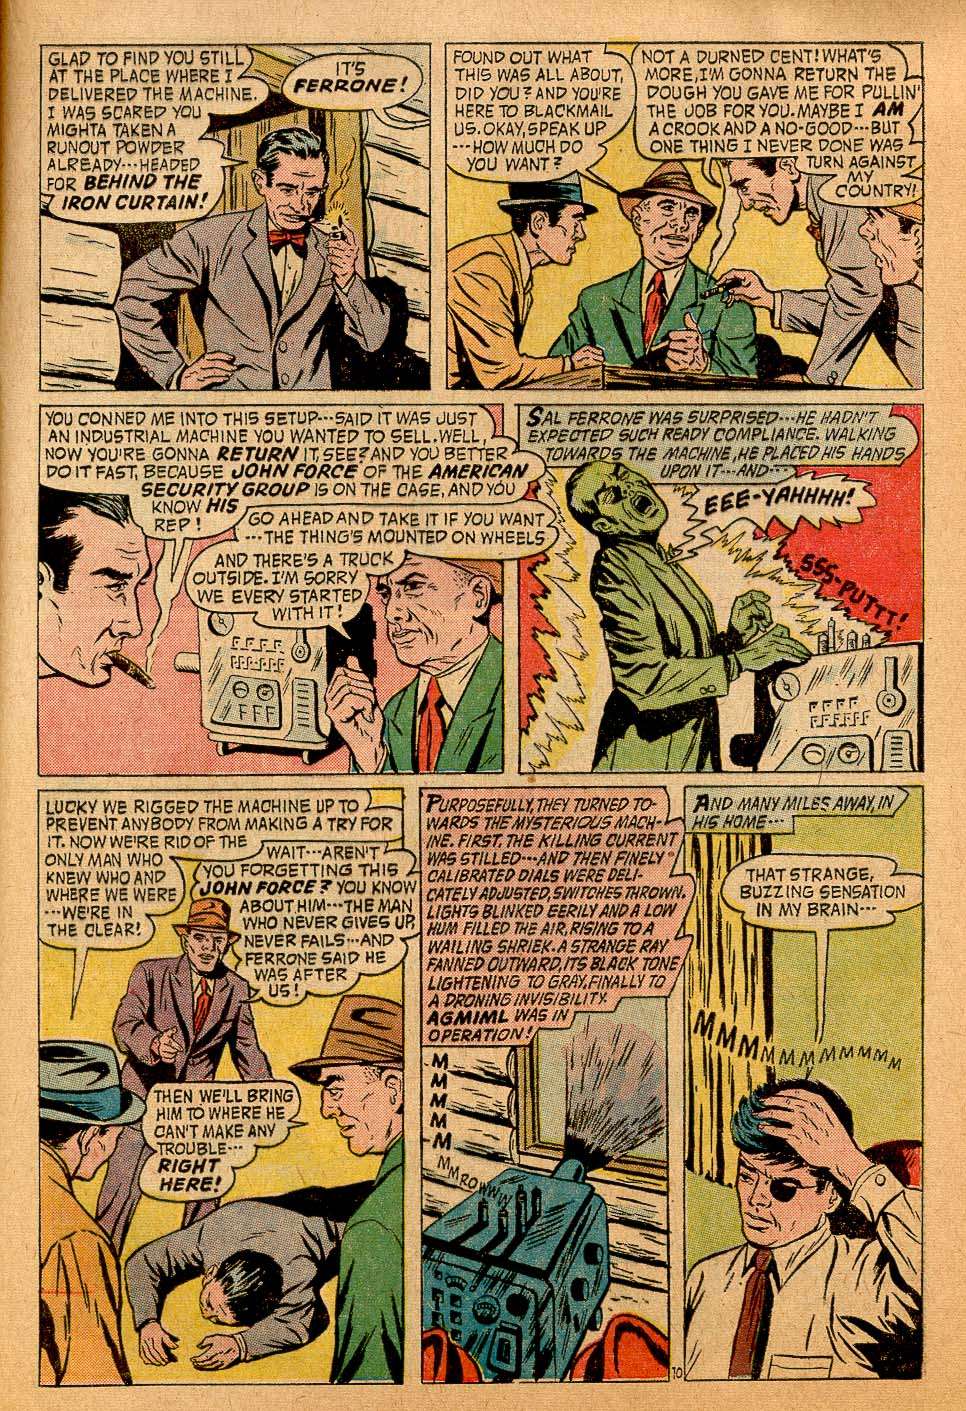 GLAD TO FIND YOU STILL
AT THE PLACE WHERE I
DELIVERED THE MACHINE.
I WAS SCARED YOU
MIGHTA TAKEN A
RUNOUT POWDER
ALREADY---HEADED
FOR BEHIND THE
IRON CURTAIN!
IT'S
FERRONE!
FOUND OUT WHAT
THIS WAS ALL ABOUT,
DID YOU? AND YOU'RE
HERE TO BLACKMAIL
US. OKAY, SPEAK UP
---HOW MUCH DO
YOU WANT?
NOT A DURNED CENT! WHAT'S
MORE, I'M GONNA RETURN THE
DOUGH YOU GAVE ME FOR PULLIN'
THE JOB FOR YOU. MAYBE I AM
A CROOK AND A NO-GOOD---BUT
ONE THING I NEVER DONE WAS
TURN AGAINST
MY
COUNTRY!
YOU CONNED ME INTO THIS SETUP---SAID IT WAS JUST
AN INDUSTRIAL MACHINE YOU WANTED TO SELL. WELL,
NOW YOU'RE GONNA RETURN IT, SEE? AND YOU BETTER
DO IT FAST, BECAUSE JOHN FORCE OF THE AMERICAN
SECURITY GROUP IS ON THE CASE, AND YOU
KNOW HIS
REP!
GO AHEAD AND TAKE IT IF YOU WANT
---THE THING'S MOUNTED ON WHEELS
AND THERE'S A TRUCK
OUTSIDE. I'M SORRY
WE EVERY STARTED
WITH IT!
SAL FERRONE WAS SURPRISED---HE HADN'T
EXPECTED SUCH READY COMPLIANCE. WALKING
TOWARDS THE MACHINE, HE PLACED HIS HANDS
UPON IT---AND---
EEE-YAHHHH!
SSS-PUTTT!
LUCKY WE RIGGED THE MACHINE UP TO
PREVENT ANYBODY FROM MAKING A TRY FOR
IT. NOW WE'RE RID OF THE
ONLY MAN WHO
KNEW WHO AND
WHERE WE WERE
---WE'RE IN
THE CLEAR!
WAIT---AREN'T
YOU FORGETTING THIS
JOHN FORCE? YOU KNOW
ABOUT HIM---THE MAN
WHO NEVER GIVES UP,
NEVER FAILS---AND
FERRONE SAID HE
WAS AFTER
US!
THEN WE'LL BRING
HIM TO WHERE HE
CAN'T MAKE ANY
TROUBLE---
RIGHT
HERE!
PURPOSEFULLY, THEY TURNED TO-
WARDS THE MYSTERIOUS MACH-
INE. FIRST, THE KILLING CURRENT
WAS STILLED---AND THEN FINELY
CALIBRATED DIALS WERE DELI-
CATELY ADJUSTED, SWITCHES THROWN.
LIGHTS BLINKED EERILY AND A LOW
HUM FILLED THE AIR, RISING TO A
WAILING SHRIEK. A STRANGE RAY
FANNED OUTWARD, ITS BLACK TONE
LIGHTENING TO GRAY, FINALLY TO
A DRONING INVISIBILITY.
AGMIML WAS IN
OPERATION!
M
M
M
M
M
MMROWWW
10
AND MANY MILES AWAY, IN
HIS HOME---
THAT STRANGE,
BUZZING SENSATION
IN MY BRAIN---
MMMMMMMMMMMM